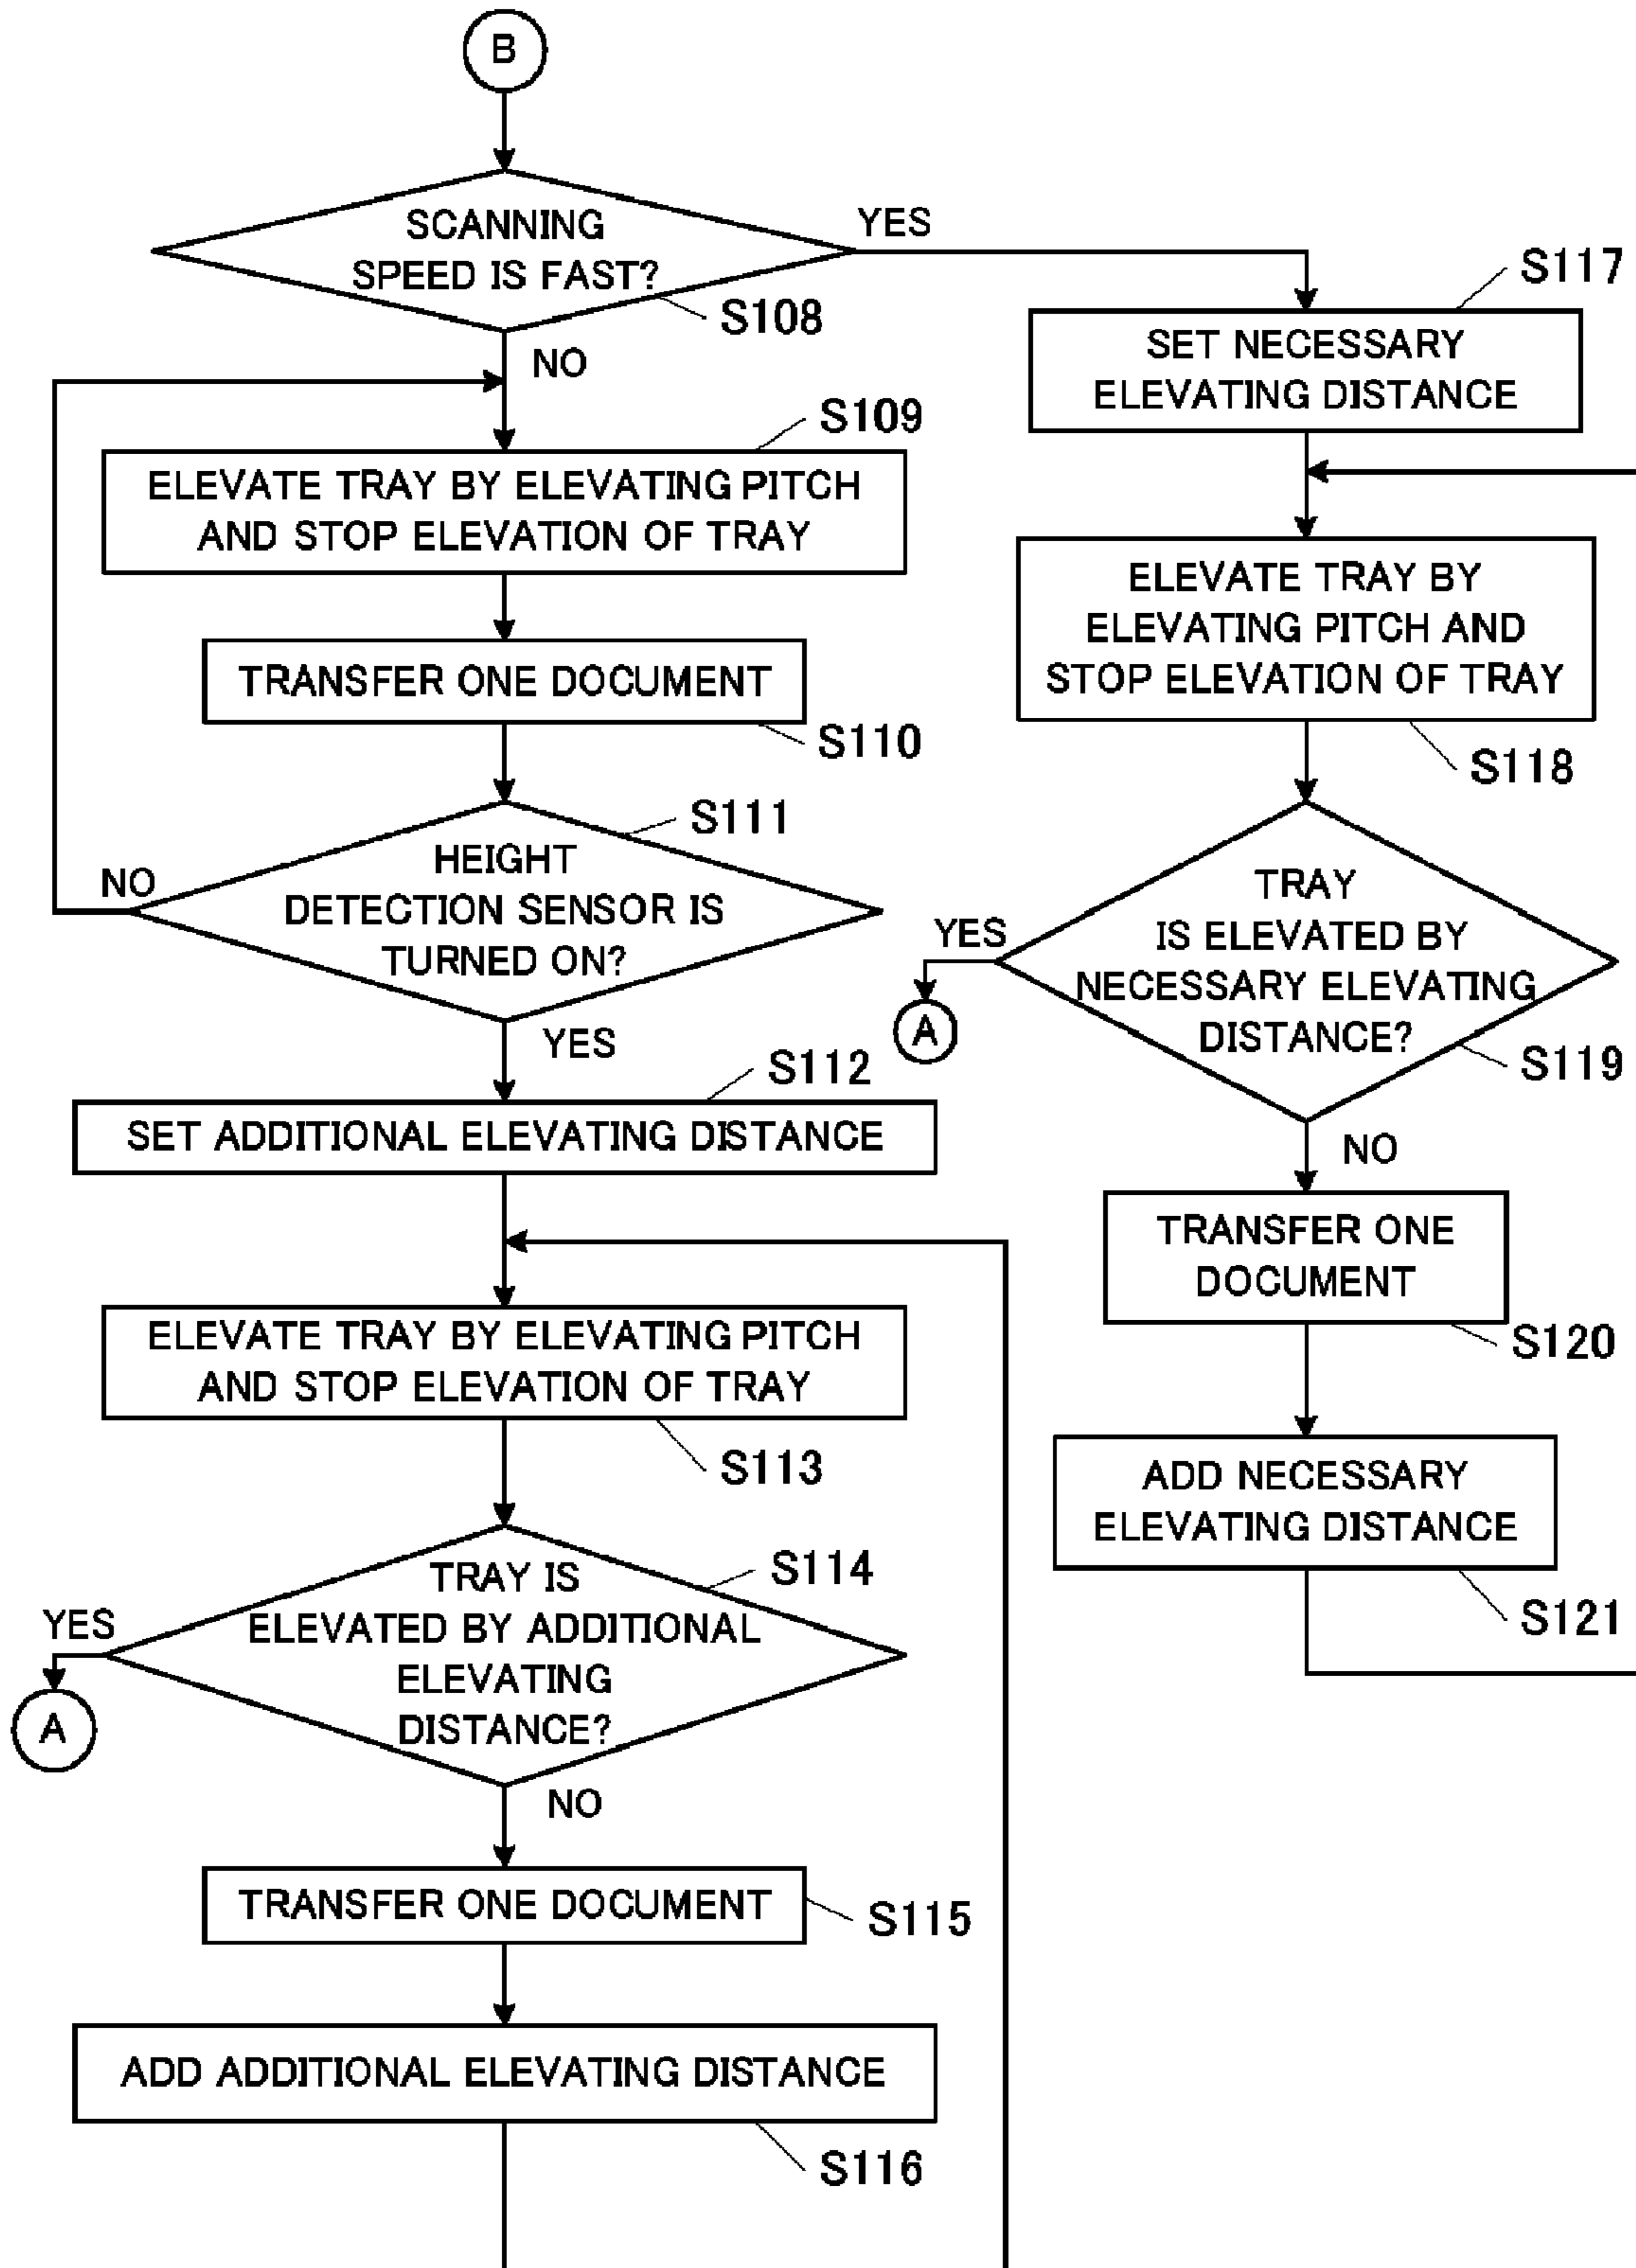 B
SCANNING
SPEED IS FAST?
S108
YES
NO
S109
ELEVATE TRAY BY ELEVATING PITCH
AND STOP ELEVATION OF TRAY
TRANSFER ONE DOCUMENT
S110
S111
HEIGHT
DETECTION SENSOR IS
TURNED ON?
NO
YES
S112
SET ADDITIONAL ELEVATING DISTANCE
ELEVATE TRAY BY ELEVATING PITCH
AND STOP ELEVATION OF TRAY
S113
S114
TRAY IS
ELEVATED BY ADDITIONAL
ELEVATING
DISTANCE?
YES
A
NO
TRANSFER ONE DOCUMENT
S115
ADD ADDITIONAL ELEVATING DISTANCE
S116
S117
SET NECESSARY
ELEVATING DISTANCE
ELEVATE TRAY BY
ELEVATING PITCH AND
STOP ELEVATION OF TRAY
S118
TRAY
IS ELEVATED BY
NECESSARY ELEVATING
DISTANCE?
S119
YES
A
NO
TRANSFER ONE
DOCUMENT
S120
ADD NECESSARY
ELEVATING DISTANCE
S121